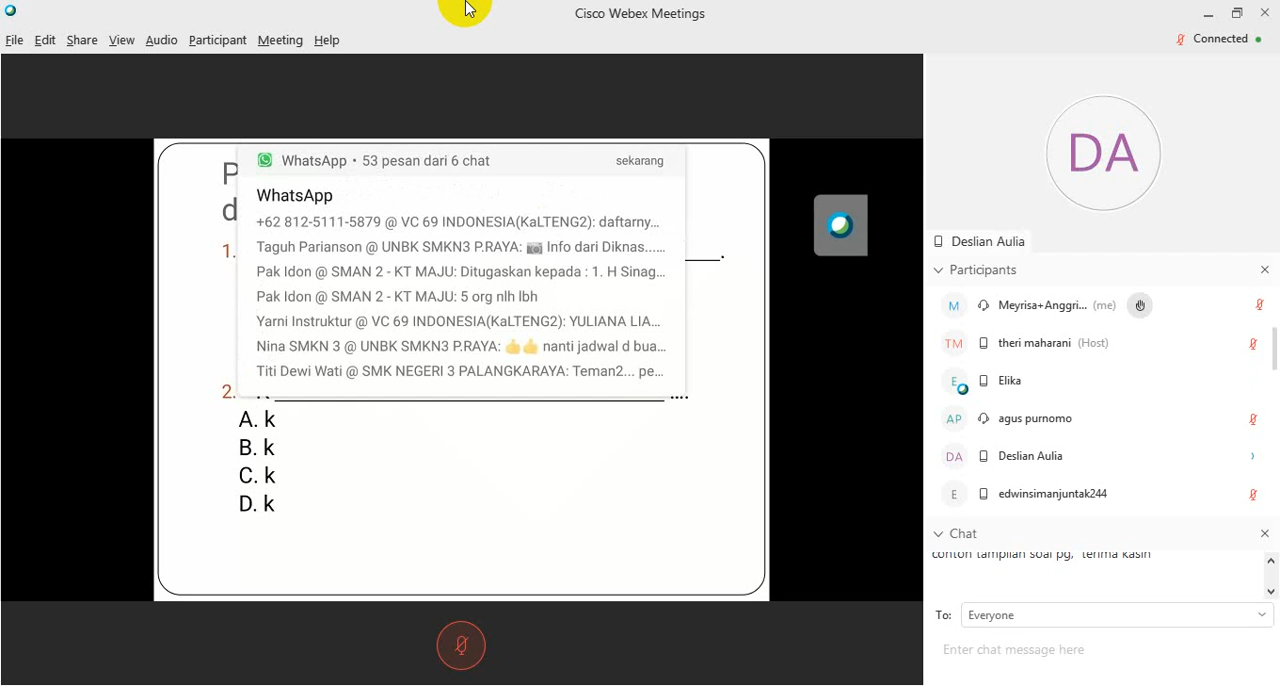 Cisco Webex Meetings
File Edit Share View Audio Participant Meeting Help
Connected
P
d
WhatsApp • 53 pesan dari 6 chat sekarang
WhatsApp
+62 812-5111-5879 @ VC 69 INDONESIA(KaLTENG2): daftarny...
Taguh Parianson @ UNBK SMKN3 P.RAYA: 📷 Info dari Diknas......
Pak Idon @ SMAN 2 - KT MAJU: Ditugaskan kepada : 1. H Sinag...
Pak Idon @ SMAN 2 - KT MAJU: 5 org nlh lbh
Yarni Instruktur @ VC 69 INDONESIA(KaLTENG2): YULIANA LIA...
Nina SMKN 3 @ UNBK SMKN3 P.RAYA: 👍👍 nanti jadwal d bua...
Titi Dewi Wati @ SMK NEGERI 3 PALANGKARAYA: Teman2... pe...
1. ____.
2. ____ ....
A. k
B. k
C. k
D. k
DA
Deslian Aulia
Participants
M Meyrisa+Anggri... (me)
TM theri maharani (Host)
E Elika
AP agus purnomo
DA Deslian Aulia
E edwinsimanjuntak244
Chat
contoh tampilan soal pg, terima kasih
To: Everyone
Enter chat message here